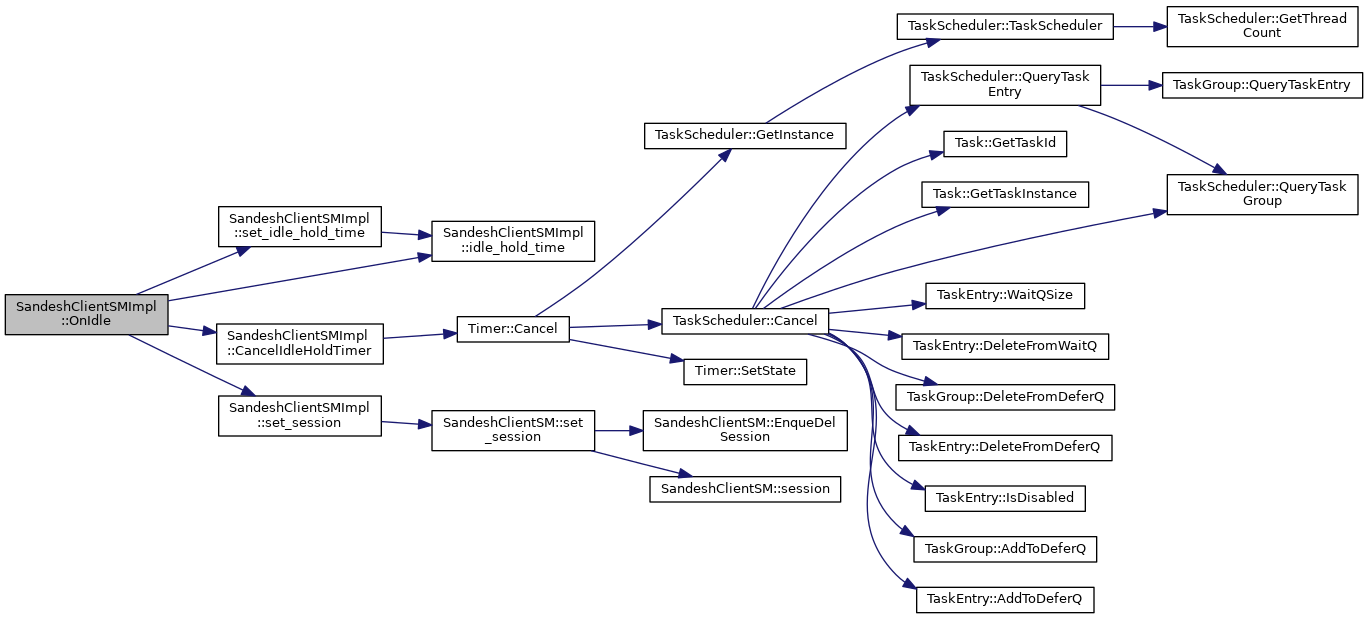 SandeshClientSMImpl
::OnIdle
SandeshClientSMImpl
::set_idle_hold_time
SandeshClientSMImpl
::idle_hold_time
SandeshClientSMImpl
::CancelIdleHoldTimer
SandeshClientSMImpl
::set_session
Timer::Cancel
SandeshClientSM::set
_session
TaskScheduler::GetInstance
TaskScheduler::Cancel
Timer::SetState
SandeshClientSM::EnqueDel
Session
SandeshClientSM::session
TaskScheduler::TaskScheduler
TaskScheduler::GetThread
Count
TaskScheduler::QueryTask
Entry
TaskGroup::QueryTaskEntry
Task::GetTaskId
Task::GetTaskInstance
TaskScheduler::QueryTask
Group
TaskEntry::WaitQSize
TaskEntry::DeleteFromWaitQ
TaskGroup::DeleteFromDeferQ
TaskEntry::DeleteFromDeferQ
TaskEntry::IsDisabled
TaskGroup::AddToDeferQ
TaskEntry::AddToDeferQ